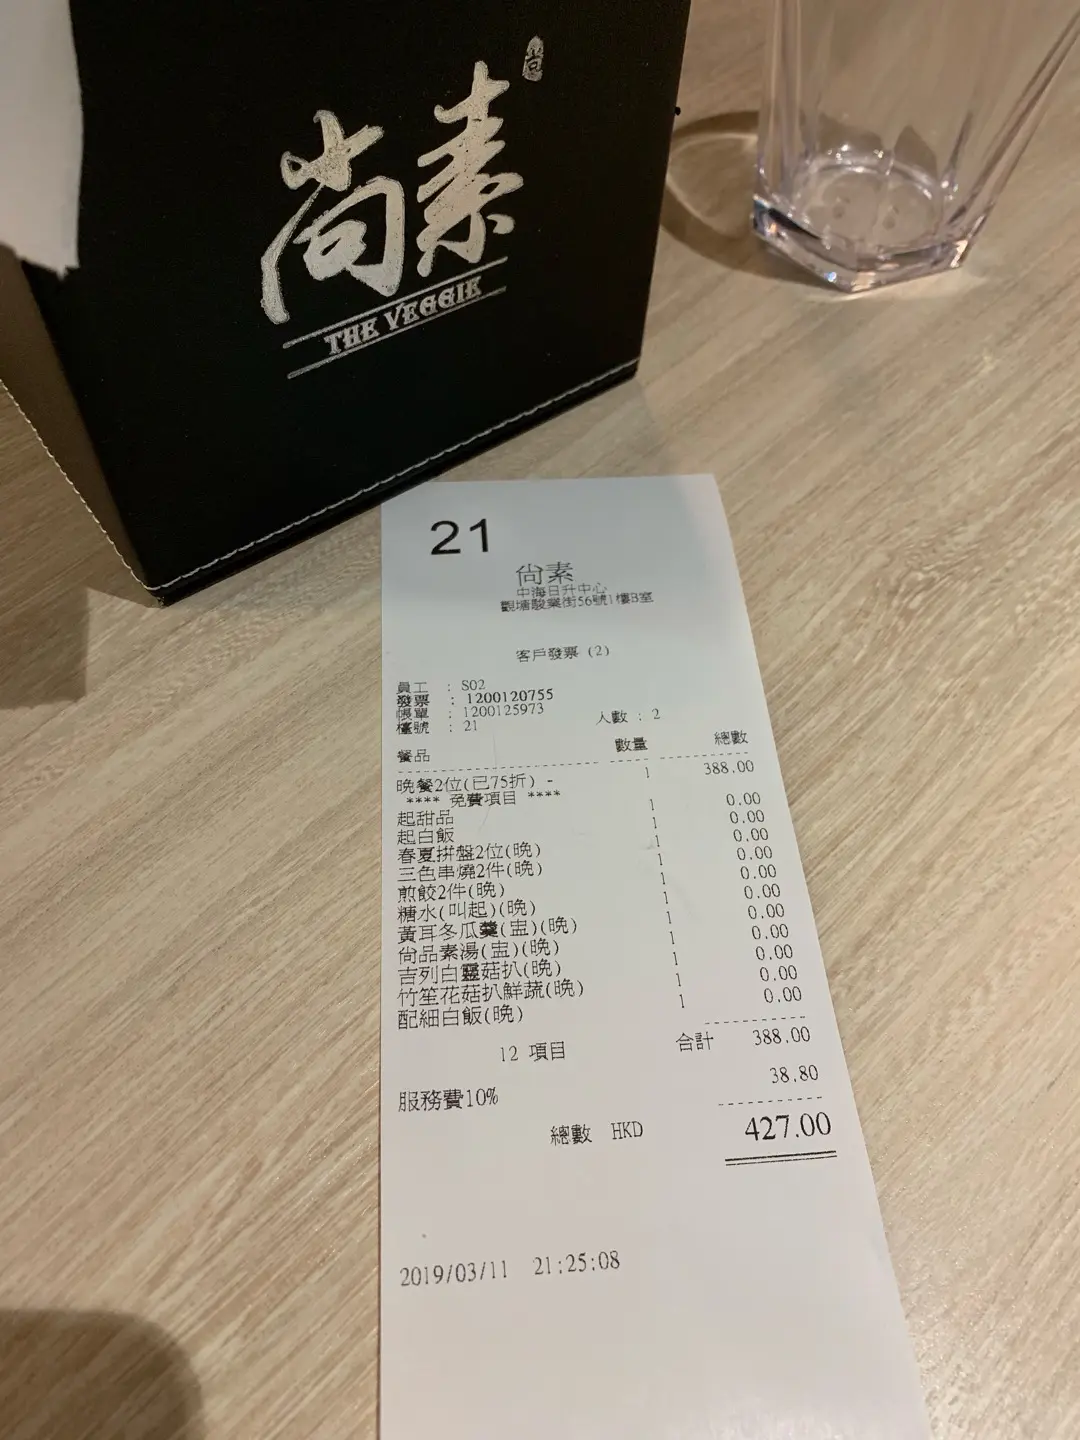 尚素
尚
THE VEGGIE
21
尙素
中海日升中心
觀塘駿業街56號1樓B室
客戶發票 (2)
員工 : S02
發票 : 1200120755
帳單 : 1200125973
檯號 : 21 人數 : 2
餐品 數量 總數
晚餐2位(已75折) - 1 388.00
**** 免費項目 ****
起甜品 1 0.00
起白飯 1 0.00
春夏拼盤2位(晚) 1 0.00
三色串燒2件(晚) 1 0.00
煎餃2件(晚) 1 0.00
糖水(叫起)(晚) 1 0.00
黃耳冬瓜羹(盅)(晚) 1 0.00
尙品素湯(盅)(晚) 1 0.00
吉列白靈菇扒(晚) 1 0.00
竹笙花菇扒鮮蔬(晚) 1 0.00
配細白飯(晚) 1 0.00
12 項目 合計 388.00
服務費10% 38.80
總數 HKD 427.00
2019/03/11 21:25:08